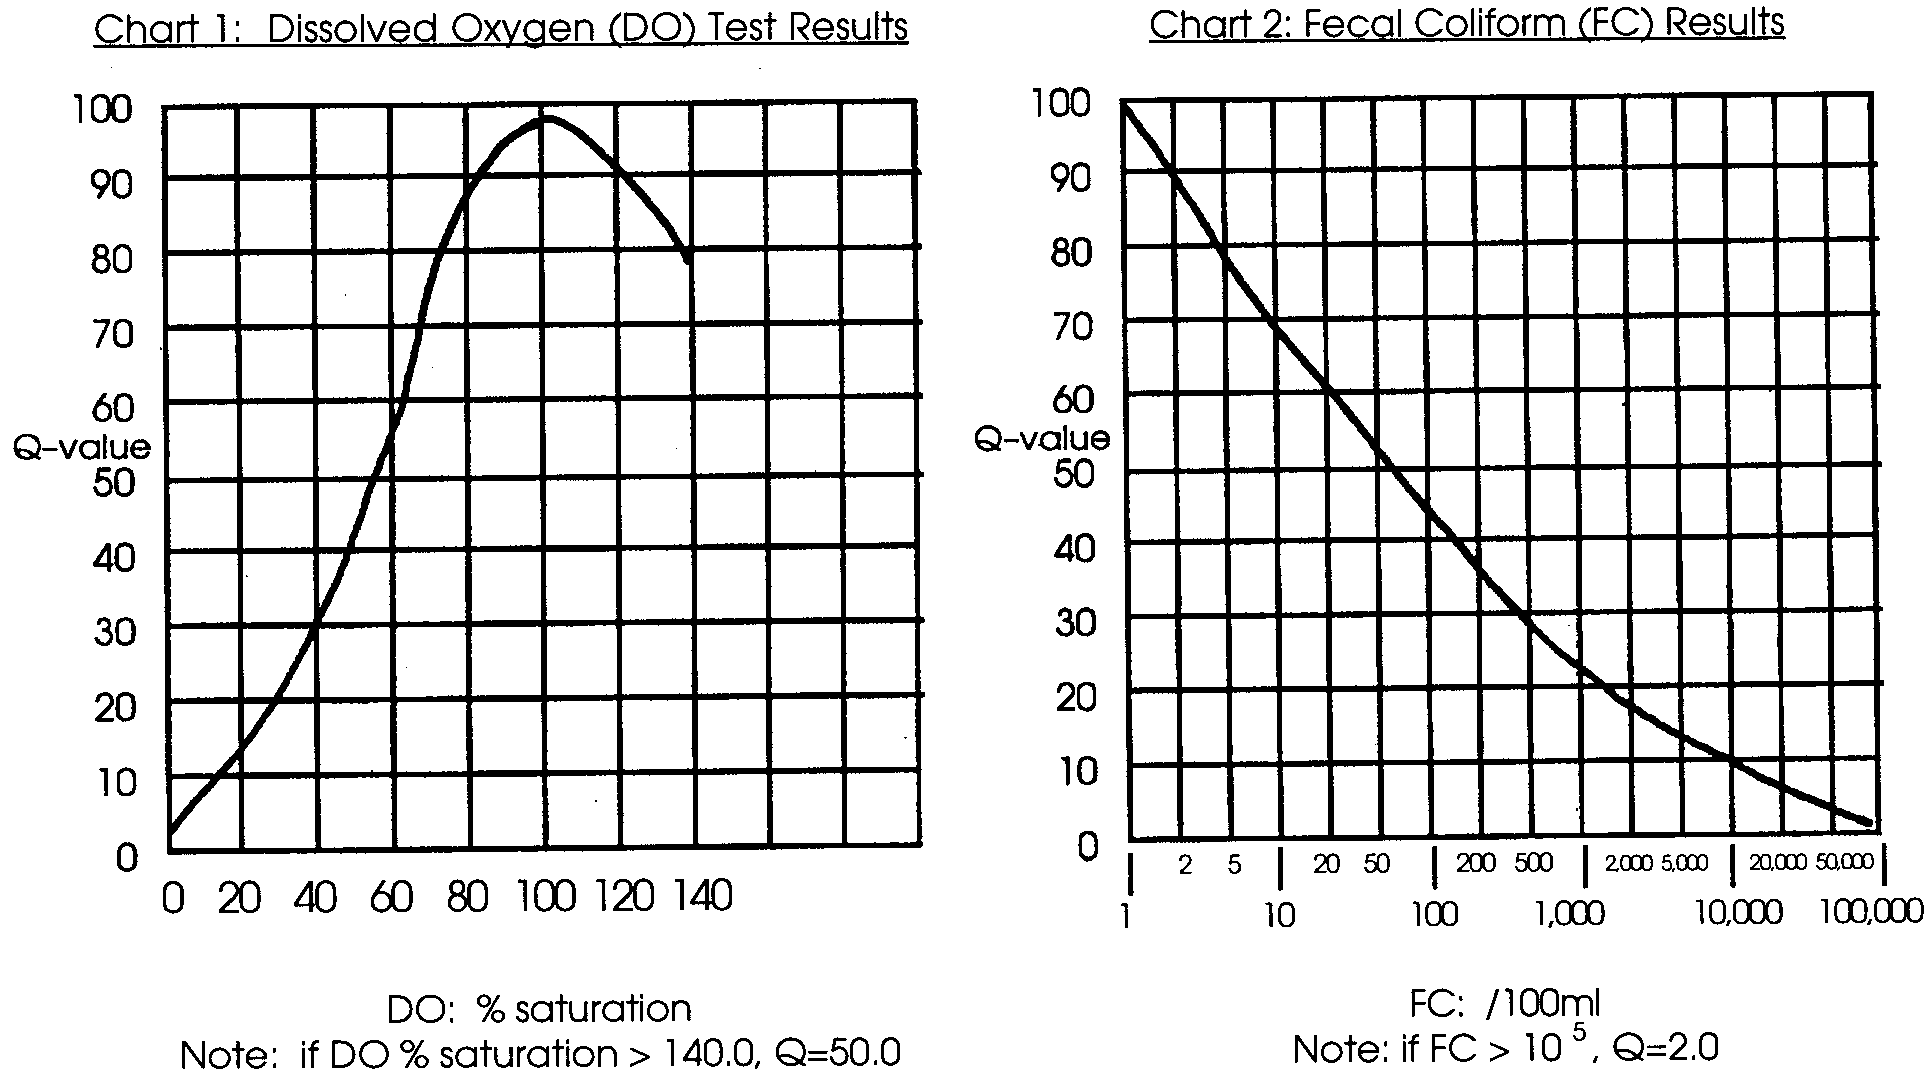 Chart 1: Dissolved Oxygen (DO) Test Results
100
90
80
70
60
Q-value
50
40
30
20
10
0
0 20 40 60 80 100 120 140
DO: % saturation
Note: if DO % saturation > 140.0, Q=50.0
Chart 2: Fecal Coliform (FC) Results
100
90
80
70
60
Q-value
50
40
30
20
10
0
2 5 20 50 200 500 2,000 5,000 20,000 50,000
1 10 100 1,000 10,000 100,000
FC: /100ml
Note: if FC > 10⁵, Q=2.0